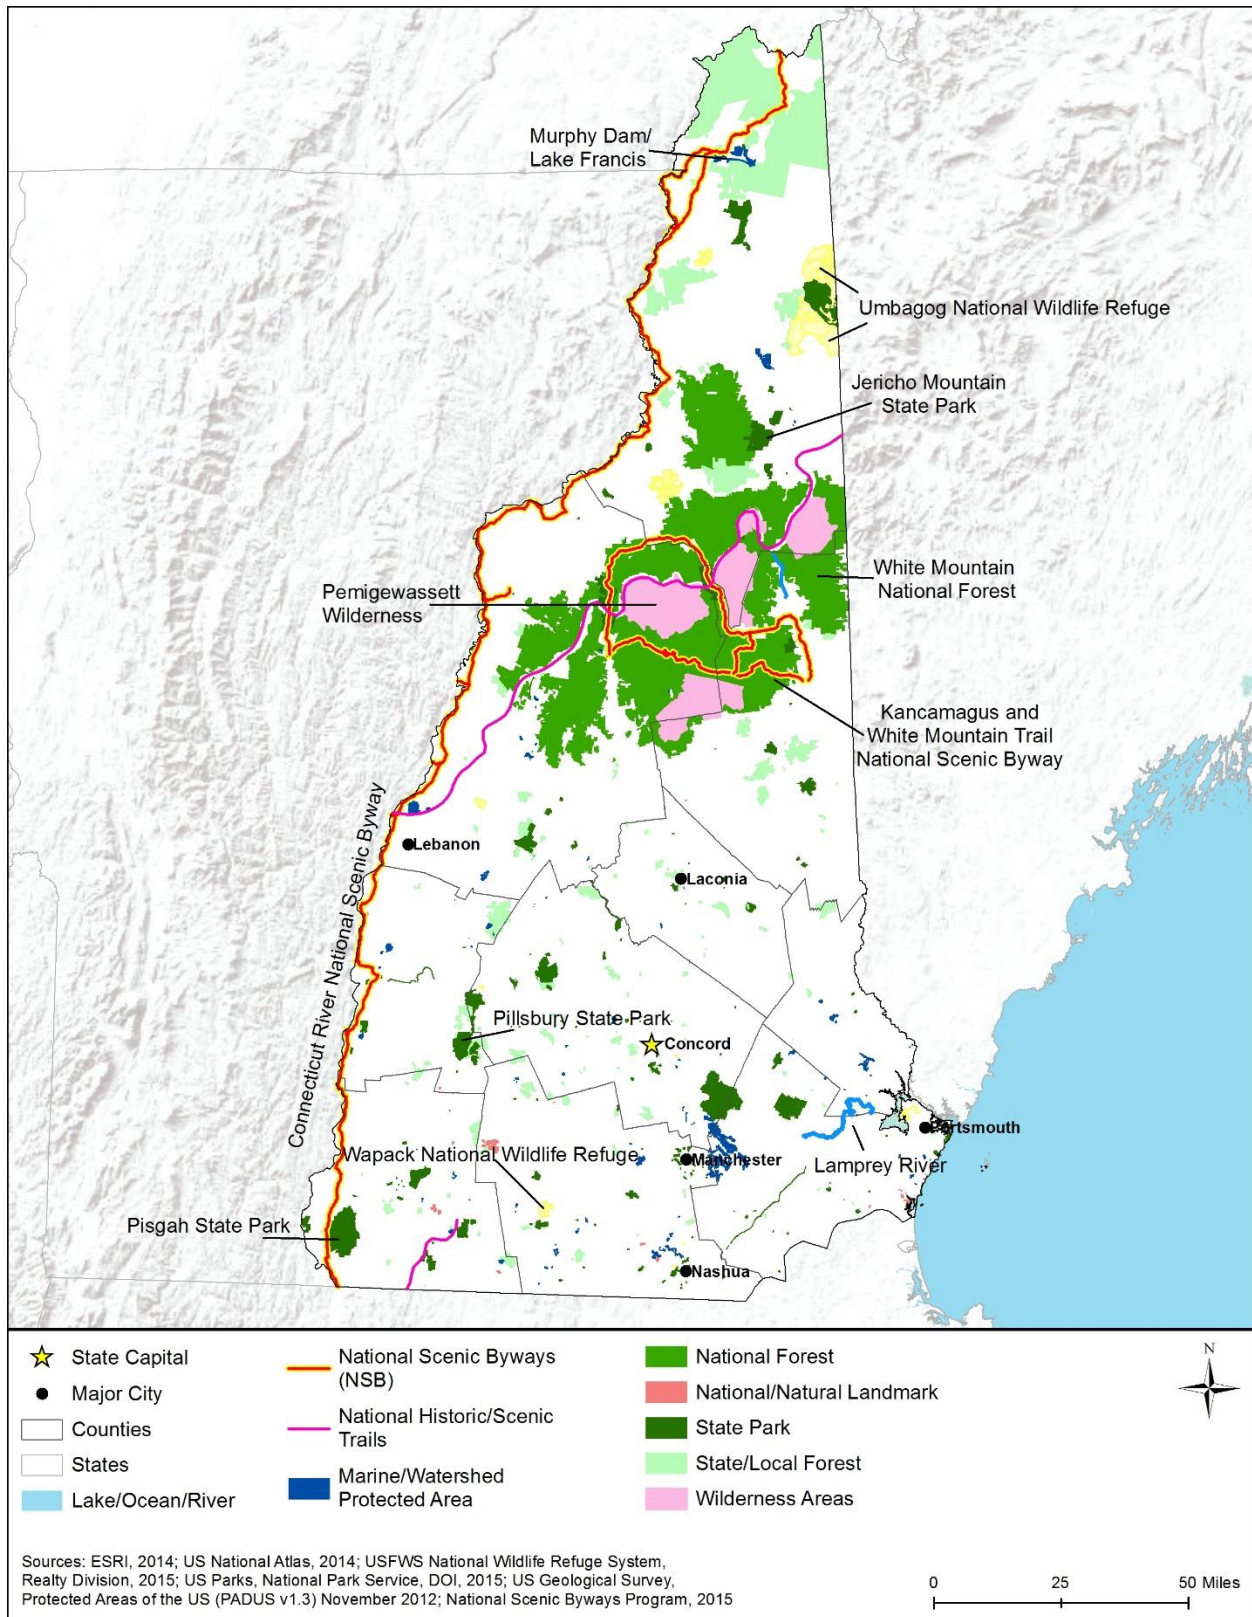 Murphy Dam/
Lake Francis
Umbagog National Wildlife Refuge
Jericho Mountain
State Park
White Mountain
National Forest
Pemigewassett
Wilderness
Kancamagus and
White Mountain Trail
National Scenic Byway
Connecticut River National Scenic Byway
Lebanon
Laconia
Pillsbury State Park
Concord
Portsmouth
Wapack National Wildlife Refuge
Manchester
Lamprey River
Pisgah State Park
Nashua
State Capital
Major City
Counties
States
Lake/Ocean/River
National Scenic Byways
(NSB)
National Historic/Scenic
Trails
Marine/Watershed
Protected Area
National Forest
National/Natural Landmark
State Park
State/Local Forest
Wilderness Areas
N
Sources: ESRI, 2014; US National Atlas, 2014; USFWS National Wildlife Refuge System,
Realty Division, 2015; US Parks, National Park Service, DOI, 2015; US Geological Survey,
Protected Areas of the US (PADUS v1.3) November 2012; National Scenic Byways Program, 2015
0 25 50 Miles